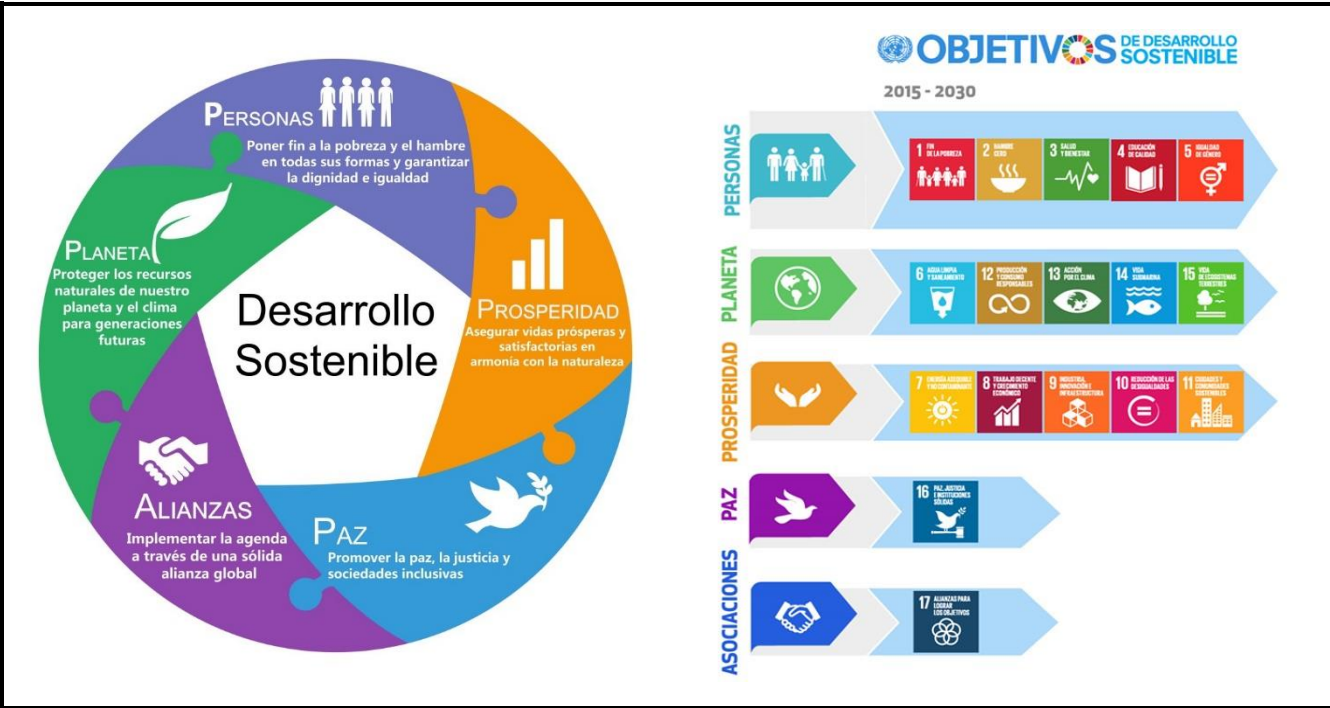 PERSONAS
Poner fin a la pobreza y el hambre
en todas sus formas y garantizar
la dignidad e igualdad
PLANETA
Proteger los recursos
naturales de nuestro
planeta y el clima
para generaciones
futuras
Desarrollo
Sostenible
PROSPERIDAD
Asegurar vidas prósperas y
satisfactorias en
armonía con la naturaleza
ALIANZAS
Implementar la agenda
a través de una sólida
alianza global
PAZ
Promover la paz, la justicia y
sociedades inclusivas
OBJETIVOS DE DESARROLLO
SOSTENIBLE
2015 - 2030
PERSONAS
1 FIN
DE LA POBREZA
2 HAMBRE
CERO
3 SALUD
Y BIENESTAR
4 EDUCACIÓN
DE CALIDAD
5 IGUALDAD
DE GÉNERO
PLANETA
6 AGUA LIMPIA
Y SANEAMIENTO
12 PRODUCCIÓN
Y CONSUMO
RESPONSABLES
13 ACCIÓN
POR EL CLIMA
14 VIDA
SUBMARINA
15 VIDA
DE ECOSISTEMAS
TERRESTRES
PROSPERIDAD
7 ENERGÍA ASEQUIBLE
Y NO CONTAMINANTE
8 TRABAJO DECENTE
Y CRECIMIENTO
ECONÓMICO
9 INDUSTRIA,
INNOVACIÓN E
INFRAESTRUCTURA
10 REDUCCIÓN DE LAS
DESIGUALDADES
11 CIUDADES Y
COMUNIDADES
SOSTENIBLES
PAZ
16 PAZ, JUSTICIA
E INSTITUCIONES
SÓLIDAS
ASOCIACIONES
17 ALIANZAS PARA
LOGRAR
LOS OBJETIVOS